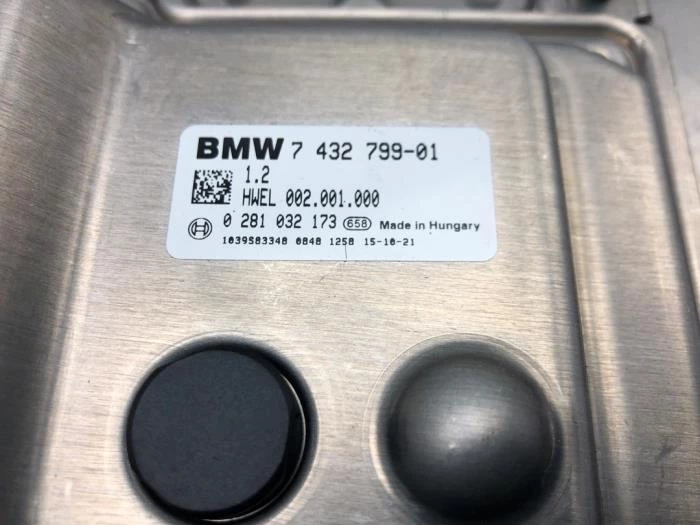 BMW 7 432 799-01
1.2
HWEL 002.001.000
0 281 032 173 658 Made in Hungary
1039S83348 0848 1258 15-10-21